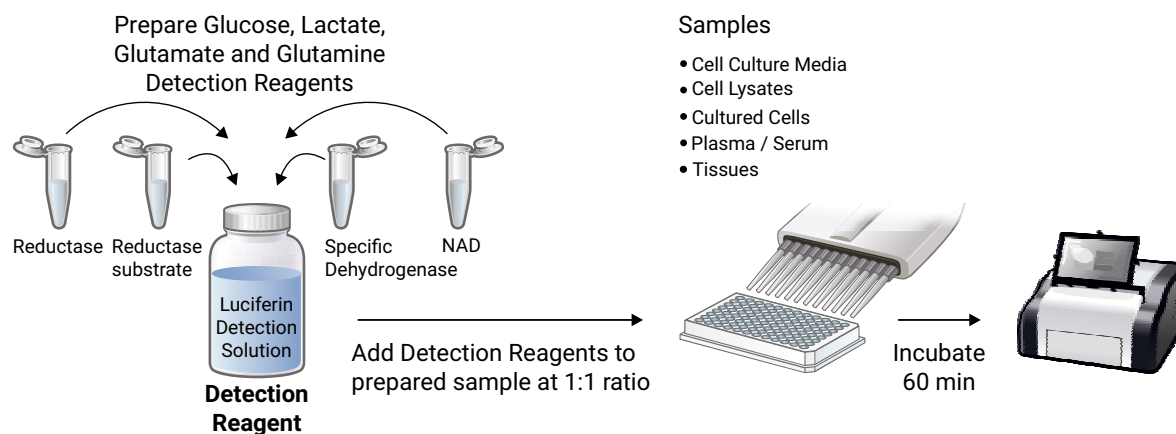 Prepare Glucose, Lactate,
Glutamate and Glutamine
Detection Reagents
Reductase
Reductase
substrate
Specific
Dehydrogenase
NAD
Luciferin
Detection
Solution
Detection
Reagent
Add Detection Reagents to
prepared sample at 1:1 ratio
Samples
• Cell Culture Media
• Cell Lysates
• Cultured Cells
• Plasma / Serum
• Tissues
Incubate
60 min